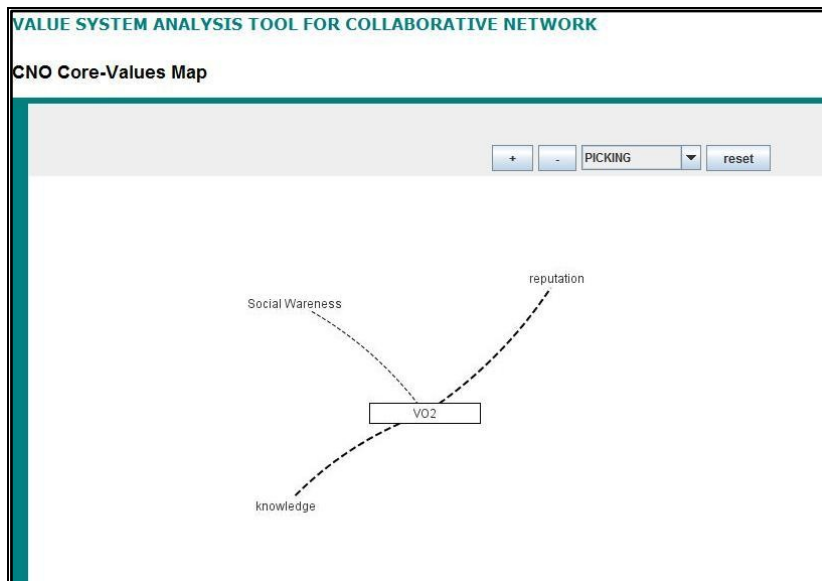 VALUE SYSTEM ANALYSIS TOOL FOR COLLABORATIVE NETWORK
CNO Core-Values Map
+ - PICKING reset
reputation
Social Wareness
VO2
knowledge